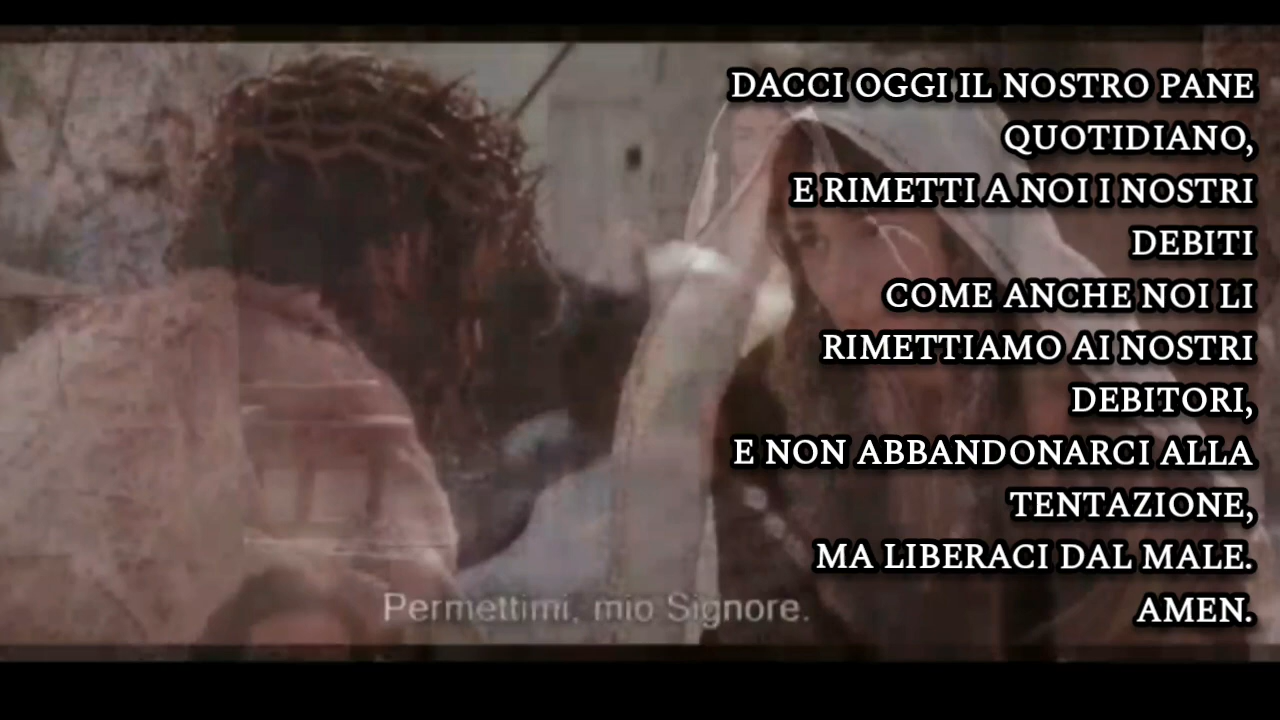 DACCI OGGI IL NOSTRO PANE
QUOTIDIANO,
E RIMETTI A NOI I NOSTRI
DEBITI
COME ANCHE NOI LI
RIMETTIAMO AI NOSTRI
DEBITORI,
E NON ABBANDONARCI ALLA
TENTAZIONE,
MA LIBERACI DAL MALE.
AMEN.
Permettimi, mio Signore.